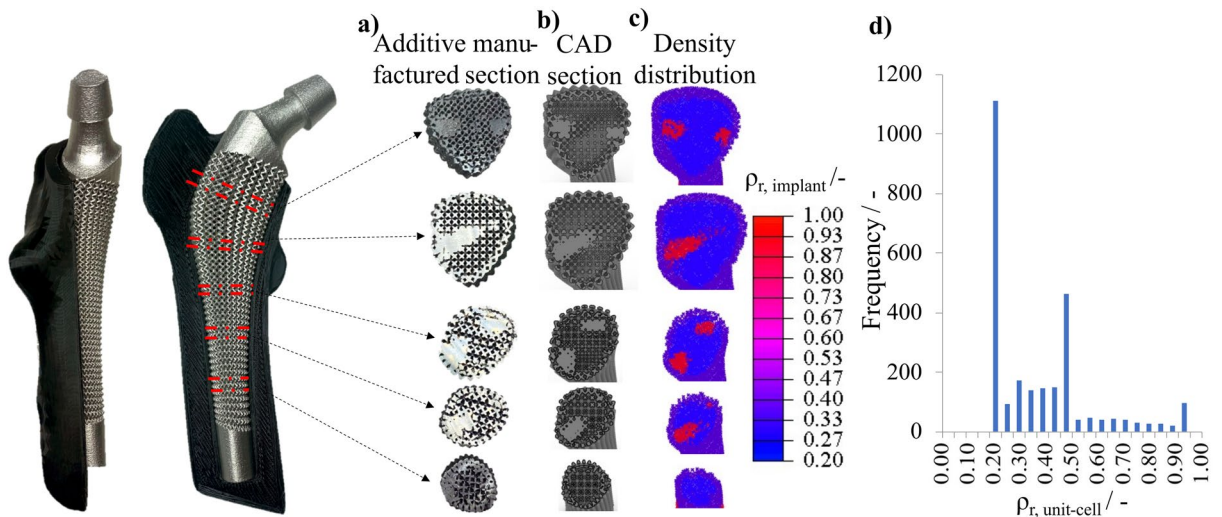 a)
b)
c)
d)
Additive manu-
factured section
CAD
section
Density
distribution
ρr, implant /-
1.00
0.93
0.87
0.80
0.73
0.67
0.60
0.53
0.47
0.40
0.33
0.27
0.20
Frequency / -
1200
1000
800
600
400
200
0
0.00
0.10
0.20
0.30
0.40
0.50
0.60
0.70
0.80
0.90
1.00
ρr, unit-cell / -